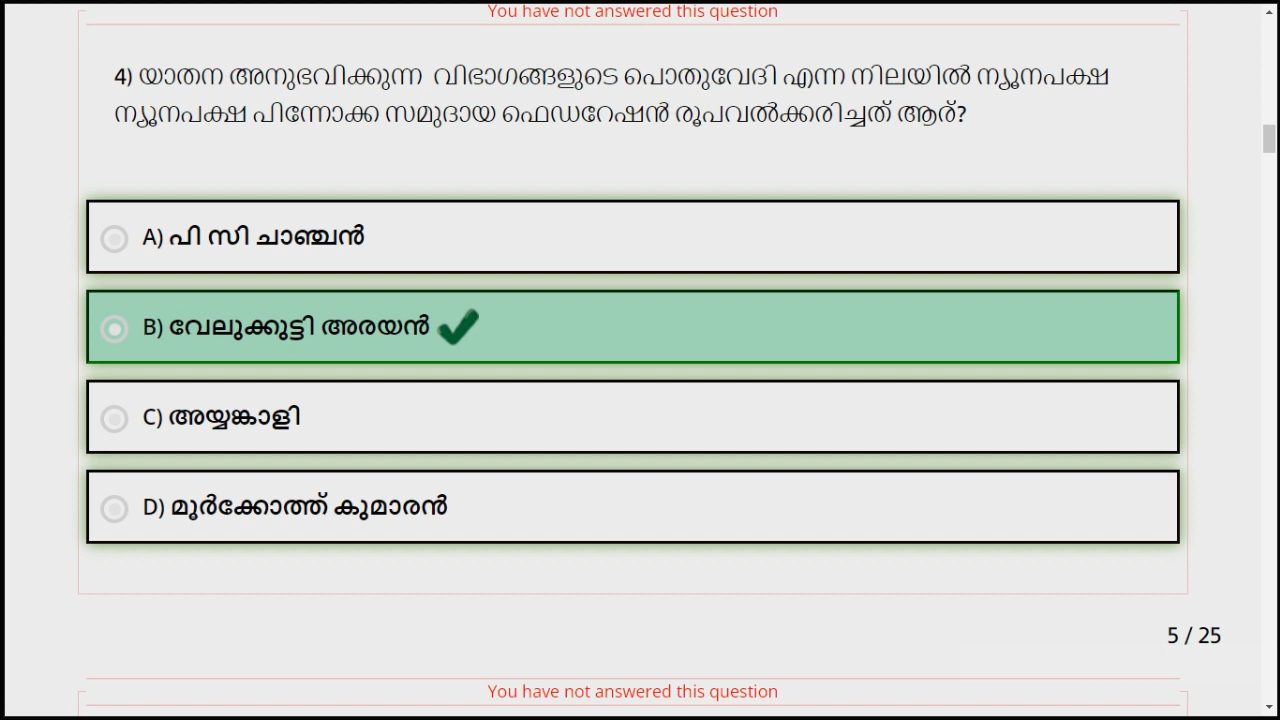 You have not answered this question
4) യാതന അനുഭവിക്കുന്ന വിഭാഗങ്ങളുടെ പൊതുവേദി എന്ന നിലയിൽ ന്യൂനപക്ഷ
ന്യൂനപക്ഷ പിന്നോക്ക സമുദായ ഫെഡറേഷൻ രൂപവൽക്കരിച്ചത് ആര്?
A) പി സി ചാഞ്ചൻ
B) വേലുക്കുട്ടി അരയൻ
C) അയ്യങ്കാളി
D) മൂർക്കോത്ത് കുമാരൻ
5 / 25
You have not answered this question